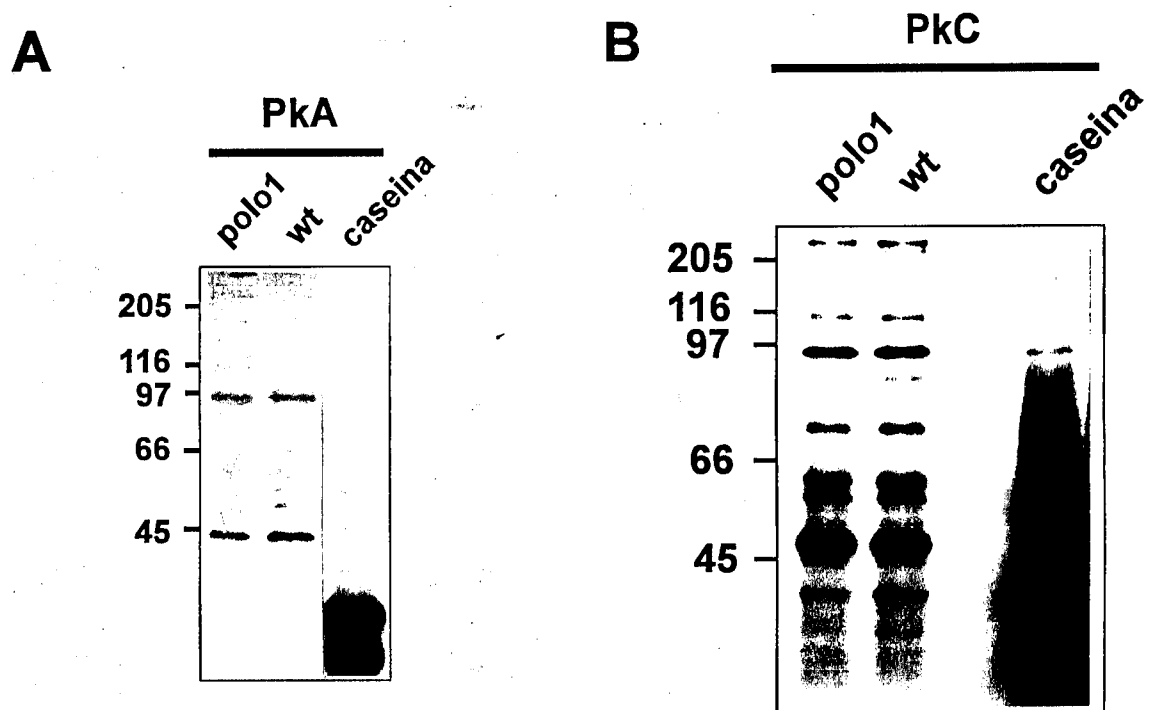 A
PkA
polo1
wt
caseina
205
116
97
66
45
B
PkC
polo1
wt
caseina
205
116
97
66
45